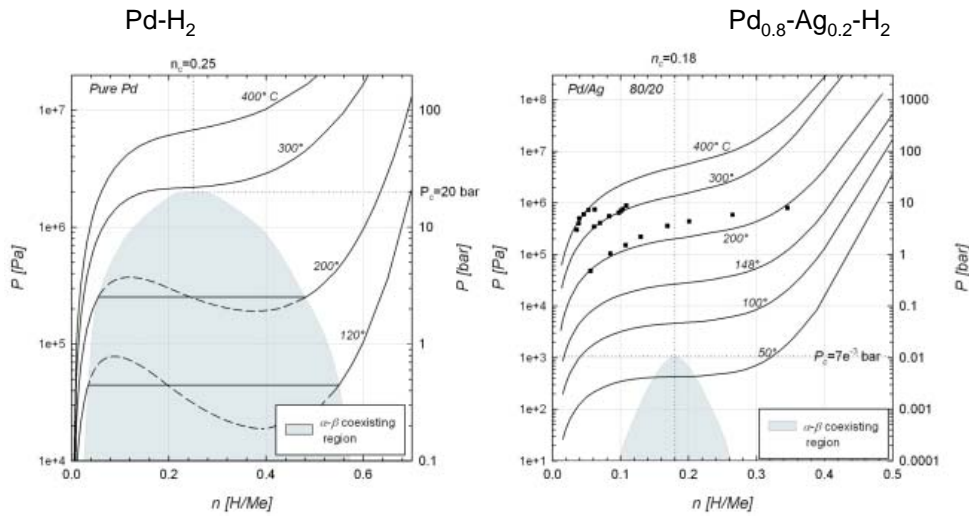 Pd-H₂
Pd₀.₈-Ag₀.₂-H₂
n_c=0.25
Pure Pd
400° C
300°
200°
120°
P_c=20 bar
1e+7
1e+6
1e+5
1e+4
P [Pa]
100
10
1
0.1
P [bar]
α-β coexisting
region
0.0
0.2
0.4
0.6
n [H/Me]
n_c=0.18
Pd/Ag 80/20
400° C
300°
200°
148°
100°
50°
P_c=7e⁻³ bar
1e+8
1e+7
1e+6
1e+5
1e+4
1e+3
1e+2
1e+1
P [Pa]
1000
100
10
1
0.1
0.01
0.001
0.0001
P [bar]
α-β coexisting
region
0.0
0.1
0.2
0.3
0.4
0.5
n [H/Me]